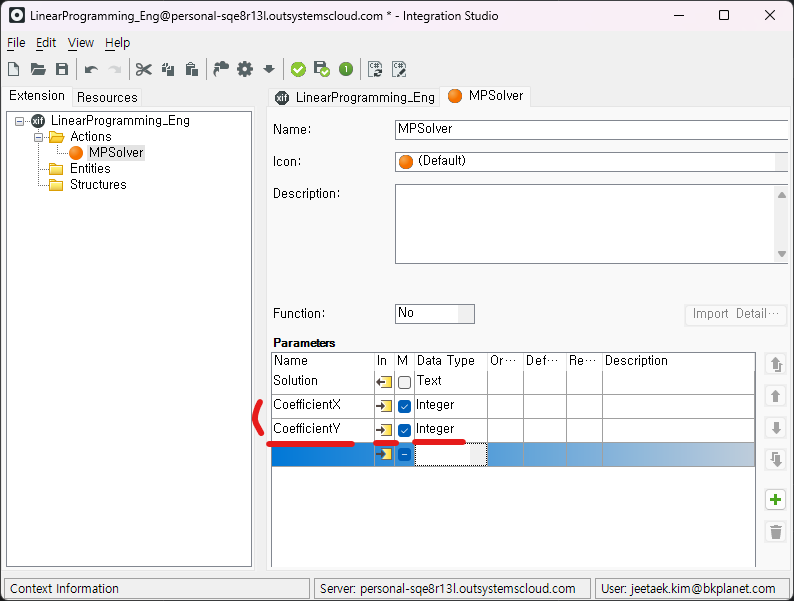 LinearProgramming_Eng@personal-sqe8r13l.outsystemscloud.com * - Integration Studio
File Edit View Help
Extension Resources
LinearProgramming_Eng MPSolver
LinearProgramming_Eng
Actions
MPSolver
Entities
Structures
Name: MPSolver
Icon: (Default)
Description:
Function: No Import Detail⋯
Parameters
Name In M Data Type Or⋯ Def⋯ Re⋯ Description
Solution Text
CoefficientX Integer
CoefficientY Integer
Context Information Server: personal-sqe8r13l.outsystemscloud.com User: jeetaek.kim@bkplanet.com